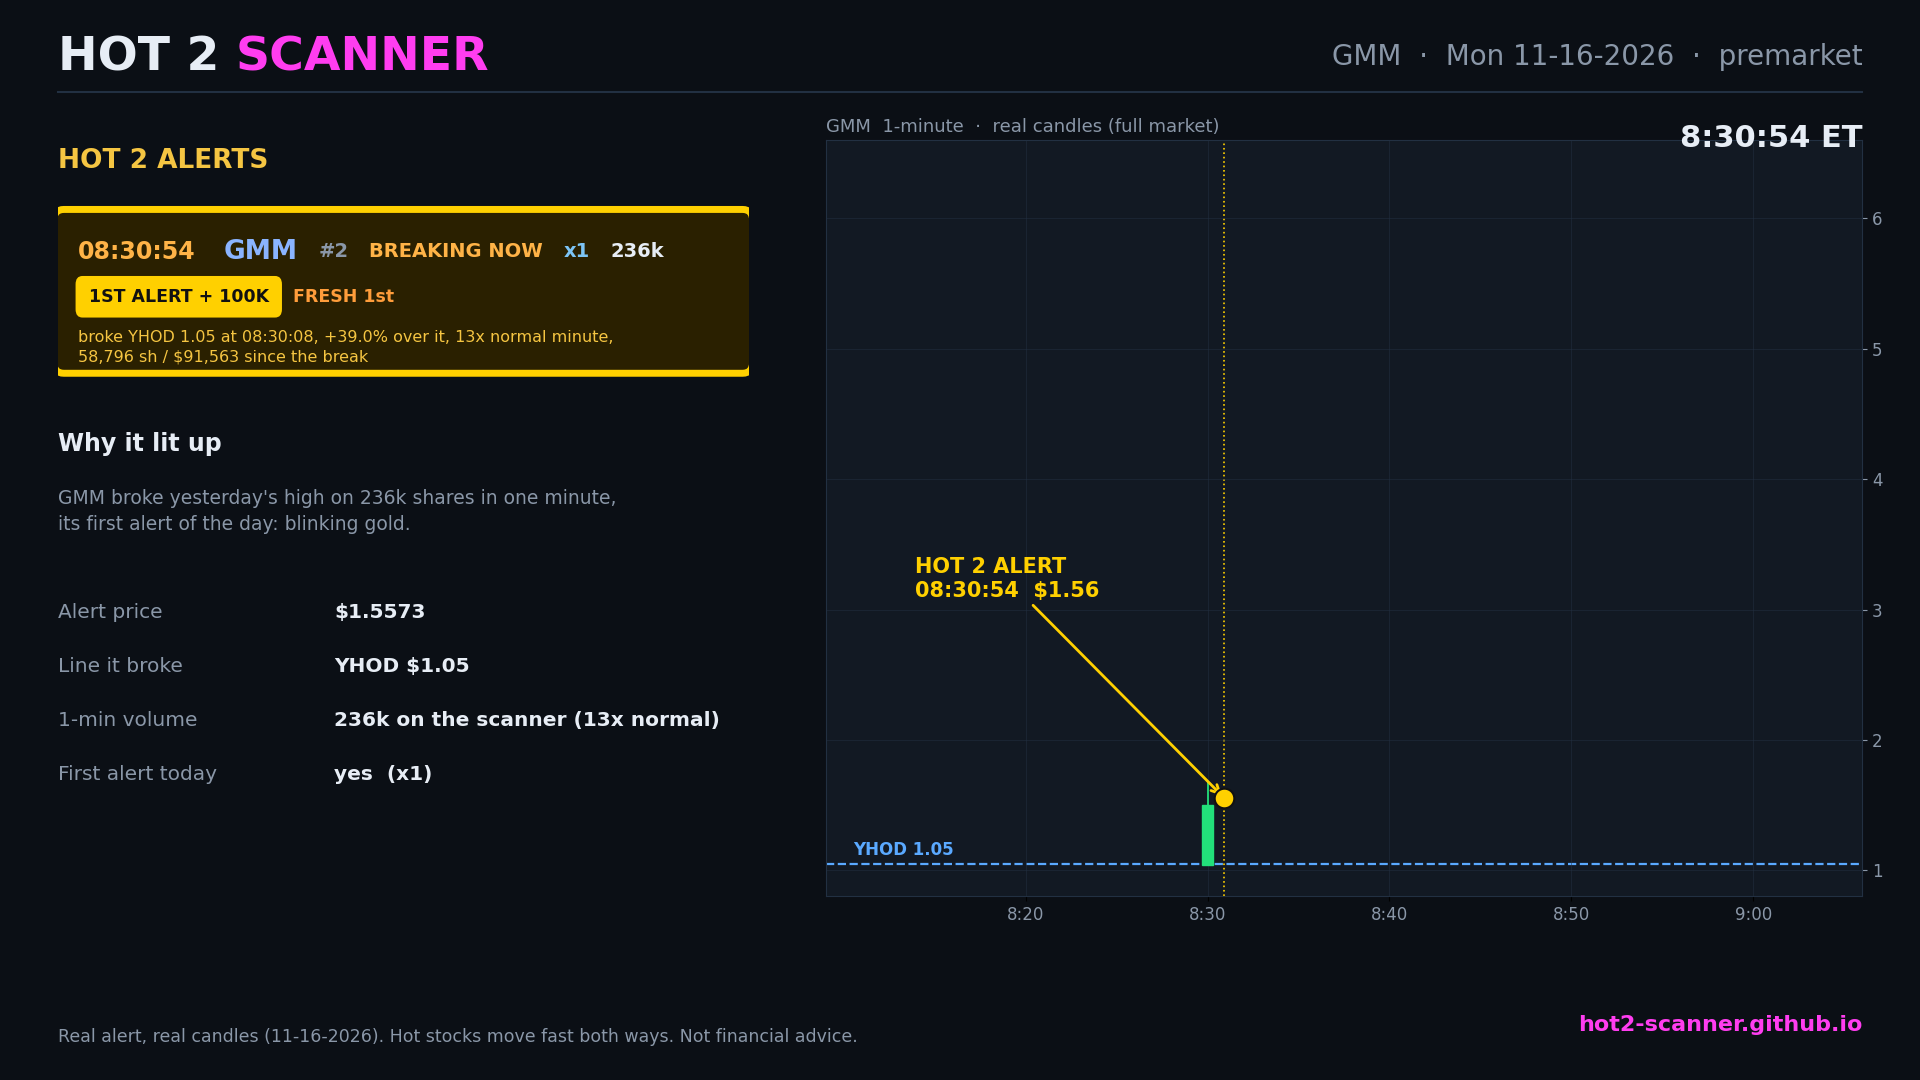 HOT 2 SCANNER
GMM · Mon 11-16-2026 · premarket
HOT 2 ALERTS
08:30:54 GMM #2 BREAKING NOW x1 236k
1ST ALERT + 100K FRESH 1st
broke YHOD 1.05 at 08:30:08, +39.0% over it, 13x normal minute,
58,796 sh / $91,563 since the break
Why it lit up
GMM broke yesterday's high on 236k shares in one minute,
its first alert of the day: blinking gold.
Alert price $1.5573
Line it broke YHOD $1.05
1-min volume 236k on the scanner (13x normal)
First alert today yes (x1)
GMM 1-minute · real candles (full market)
8:30:54 ET
6
5
4
HOT 2 ALERT
08:30:54 $1.56
3
2
YHOD 1.05
1
8:20 8:30 8:40 8:50 9:00
Real alert, real candles (11-16-2026). Hot stocks move fast both ways. Not financial advice.
hot2-scanner.github.io